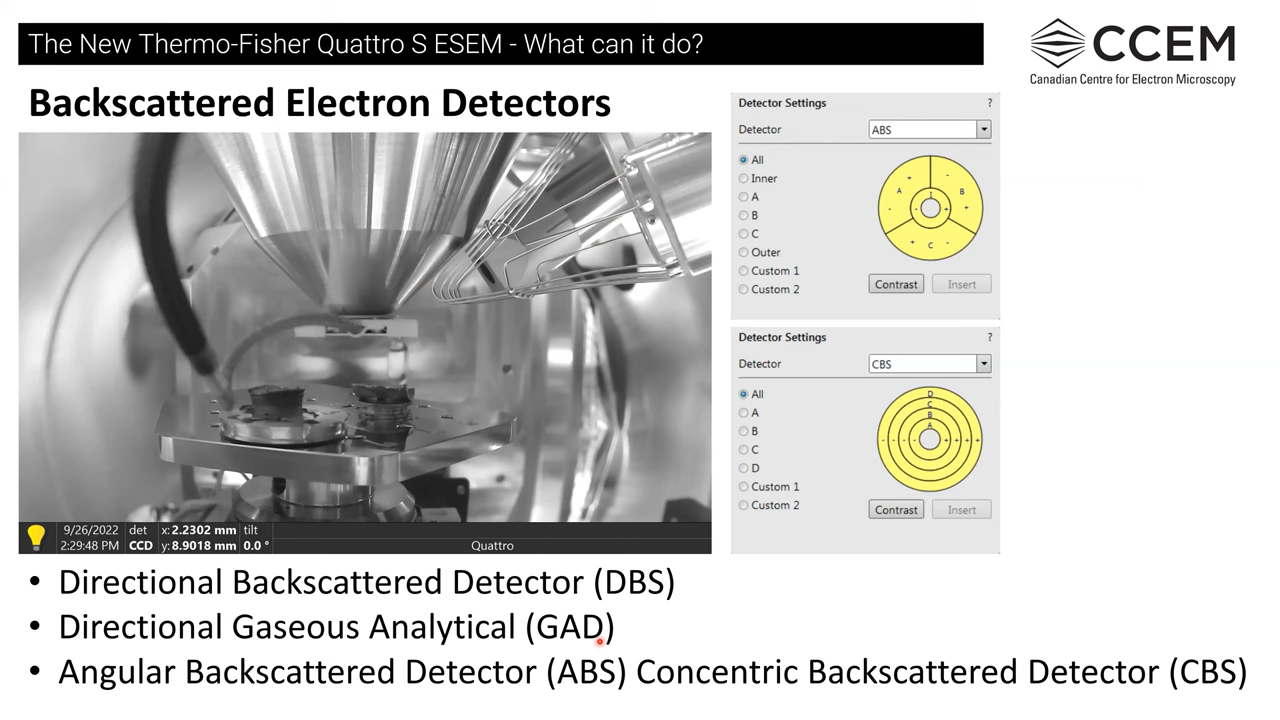 The New Thermo-Fisher Quattro S ESEM - What can it do?
CCEM
Canadian Centre for Electron Microscopy
Backscattered Electron Detectors
Detector Settings ?
Detector ABS
All
Inner
A
B
C
Outer
Custom 1
Custom 2
A + - B - + C + - I - +
Contrast Insert
Detector Settings ?
Detector CBS
All
A
B
C
D
Custom 1
Custom 2
D
C
B
A
- - - - + + + +
Contrast Insert
9/26/2022 det x: 2.2302 mm tilt
2:29:48 PM CCD y: 8.9018 mm 0.0 ° Quattro
• Directional Backscattered Detector (DBS)
• Directional Gaseous Analytical (GAD)
• Angular Backscattered Detector (ABS) Concentric Backscattered Detector (CBS)